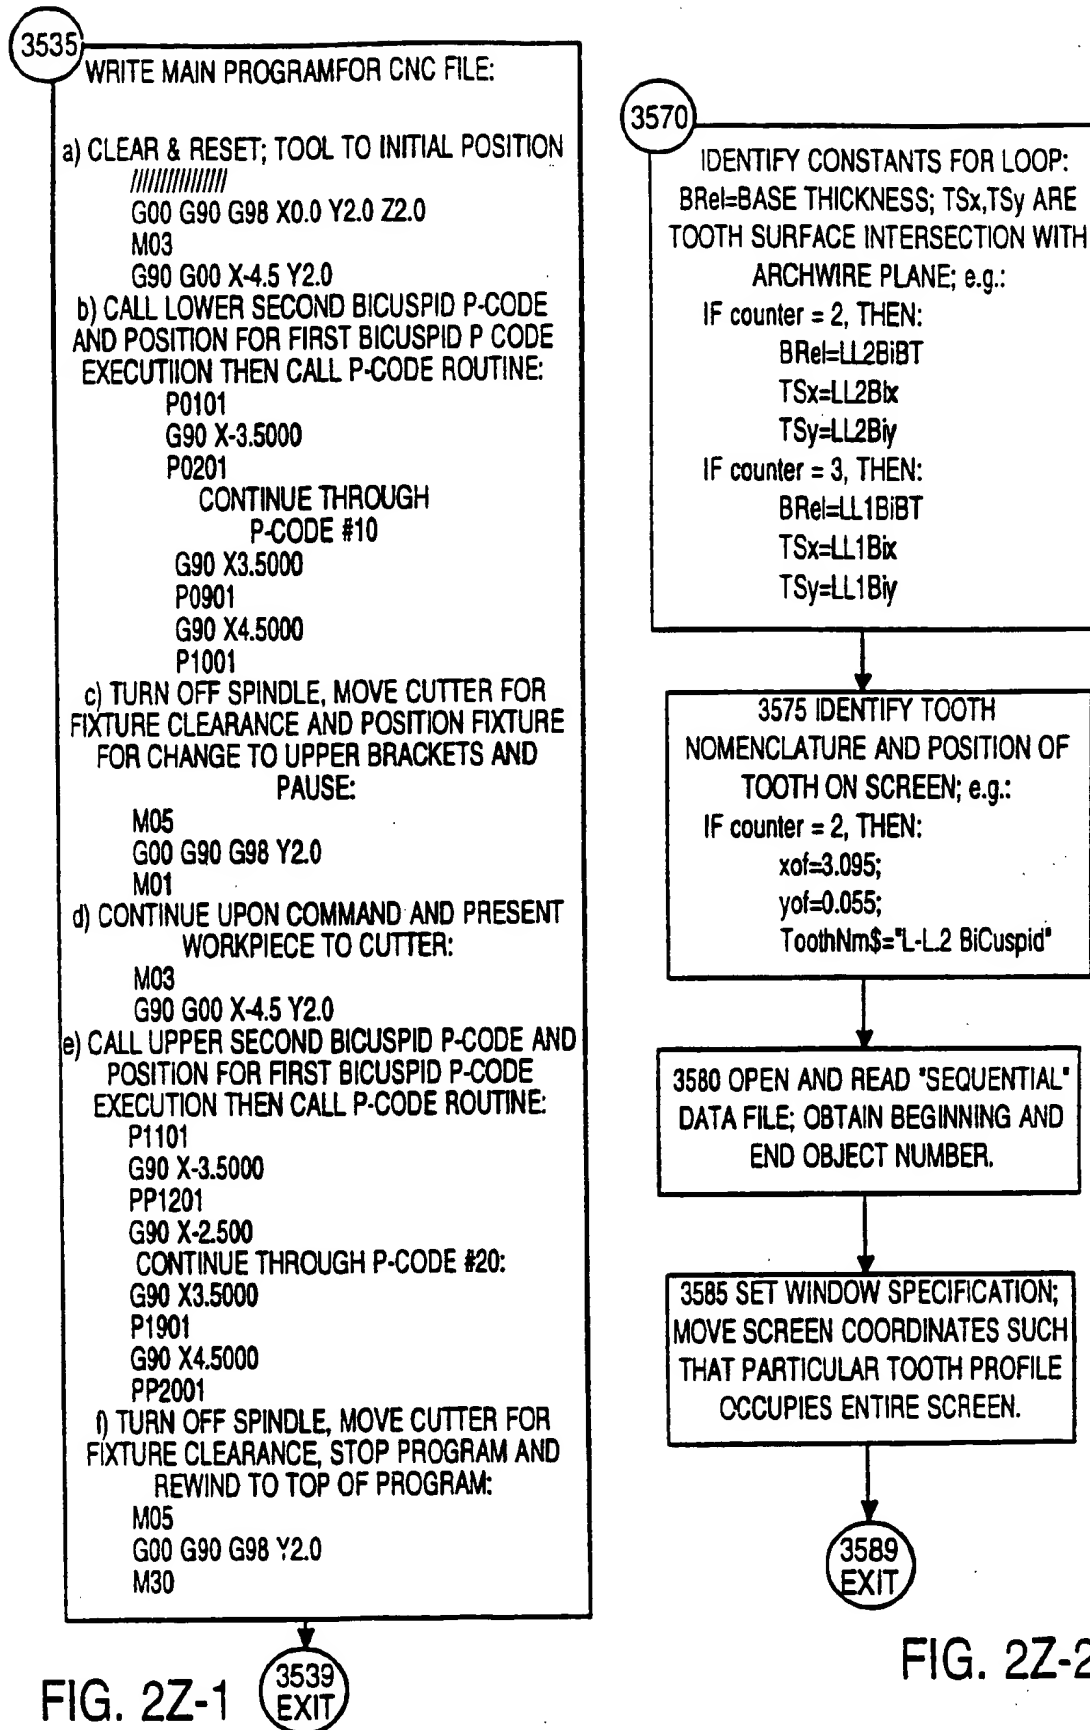 3535
WRITE MAIN PROGRAMFOR CNC FILE:
a) CLEAR & RESET; TOOL TO INITIAL POSITION
////////////////
G00 G90 G98 X0.0 Y2.0 Z2.0
M03
G90 G00 X-4.5 Y2.0
b) CALL LOWER SECOND BICUSPID P-CODE
AND POSITION FOR FIRST BICUSPID P CODE
EXECUTIION THEN CALL P-CODE ROUTINE:
P0101
G90 X-3.5000
P0201
CONTINUE THROUGH
P-CODE #10
G90 X3.5000
P0901
G90 X4.5000
P1001
c) TURN OFF SPINDLE, MOVE CUTTER FOR
FIXTURE CLEARANCE AND POSITION FIXTURE
FOR CHANGE TO UPPER BRACKETS AND
PAUSE:
M05
G00 G90 G98 Y2.0
M01
d) CONTINUE UPON COMMAND AND PRESENT
WORKPIECE TO CUTTER:
M03
G90 G00 X-4.5 Y2.0
e) CALL UPPER SECOND BICUSPID P-CODE AND
POSITION FOR FIRST BICUSPID P-CODE
EXECUTION THEN CALL P-CODE ROUTINE:
P1101
G90 X-3.5000
PP1201
G90 X-2.500
CONTINUE THROUGH P-CODE #20:
G90 X3.5000
P1901
G90 X4.5000
PP2001
f) TURN OFF SPINDLE, MOVE CUTTER FOR
FIXTURE CLEARANCE, STOP PROGRAM AND
REWIND TO TOP OF PROGRAM:
M05
G00 G90 G98 Y2.0
M30
3539
EXIT
FIG. 2Z-1
3570
IDENTIFY CONSTANTS FOR LOOP:
BRel=BASE THICKNESS; TSx,TSy ARE
TOOTH SURFACE INTERSECTION WITH
ARCHWIRE PLANE; e.g.:
IF counter = 2, THEN:
BRel=LL2BiBT
TSx=LL2Bix
TSy=LL2Biy
IF counter = 3, THEN:
BRel=LL1BiBT
TSx=LL1Bix
TSy=LL1Biy
3575 IDENTIFY TOOTH
NOMENCLATURE AND POSITION OF
TOOTH ON SCREEN; e.g.:
IF counter = 2, THEN:
xof=3.095;
yof=0.055;
ToothNm$="L-L.2 BiCuspid"
3580 OPEN AND READ "SEQUENTIAL"
DATA FILE; OBTAIN BEGINNING AND
END OBJECT NUMBER.
3585 SET WINDOW SPECIFICATION;
MOVE SCREEN COORDINATES SUCH
THAT PARTICULAR TOOTH PROFILE
OCCUPIES ENTIRE SCREEN.
3589
EXIT
FIG. 2Z-2